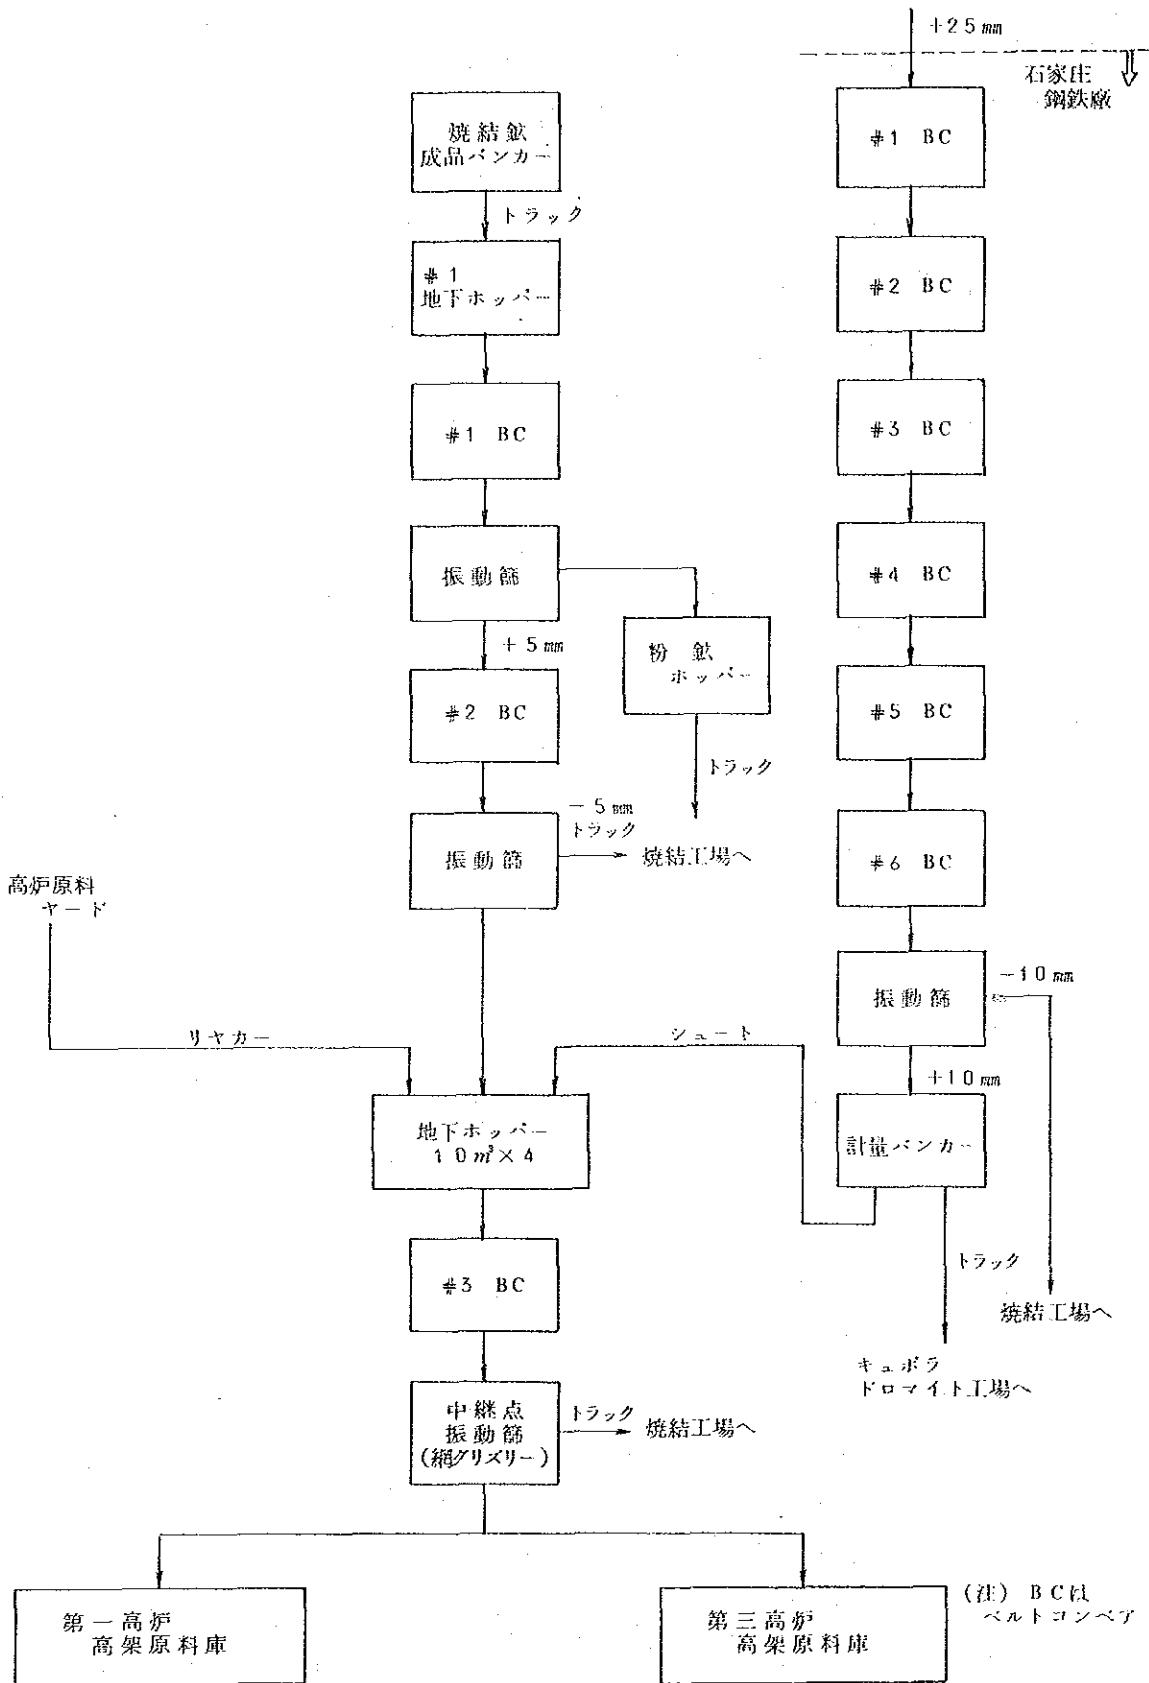 +25mm
石家庄
鋼鉄廠
焼結鉱
成品バンカー
トラック
#1
地下ホッパー
#1 BC
振動篩
+5mm
粉鉱
ホッパー
トラック
#2 BC
-5mm
トラック
振動篩
焼結工場へ
高炉原料
ヤード
リヤカー
シュート
#1 BC
#2 BC
#3 BC
#4 BC
#5 BC
#6 BC
振動篩
-10mm
+10mm
計量バンカー
トラック
焼結工場へ
キュポラ
ドロマイト工場へ
地下ホッパー
10m³×4
#3 BC
中継点
振動篩
(網グリズリー)
トラック
焼結工場へ
第一高炉
高架原料庫
第三高炉
高架原料庫
(注) BCは
ベルトコンベア